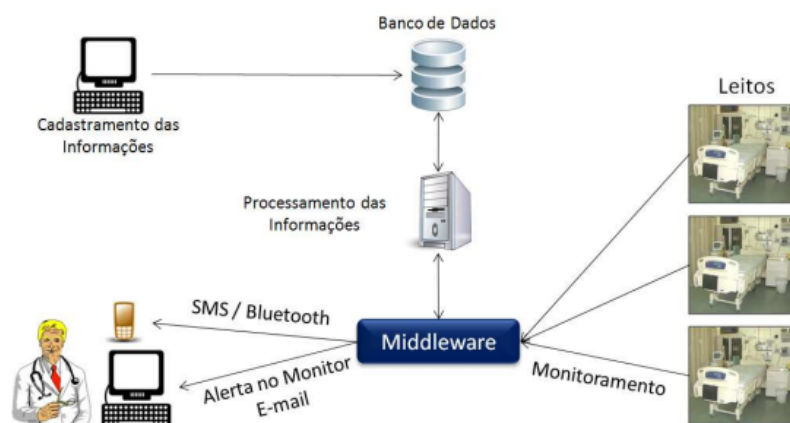 Banco de Dados
Leitos
Cadastramento das
Informações
Processamento das
Informações
SMS / Bluetooth
Middleware
Alerta no Monitor
E-mail
Monitoramento